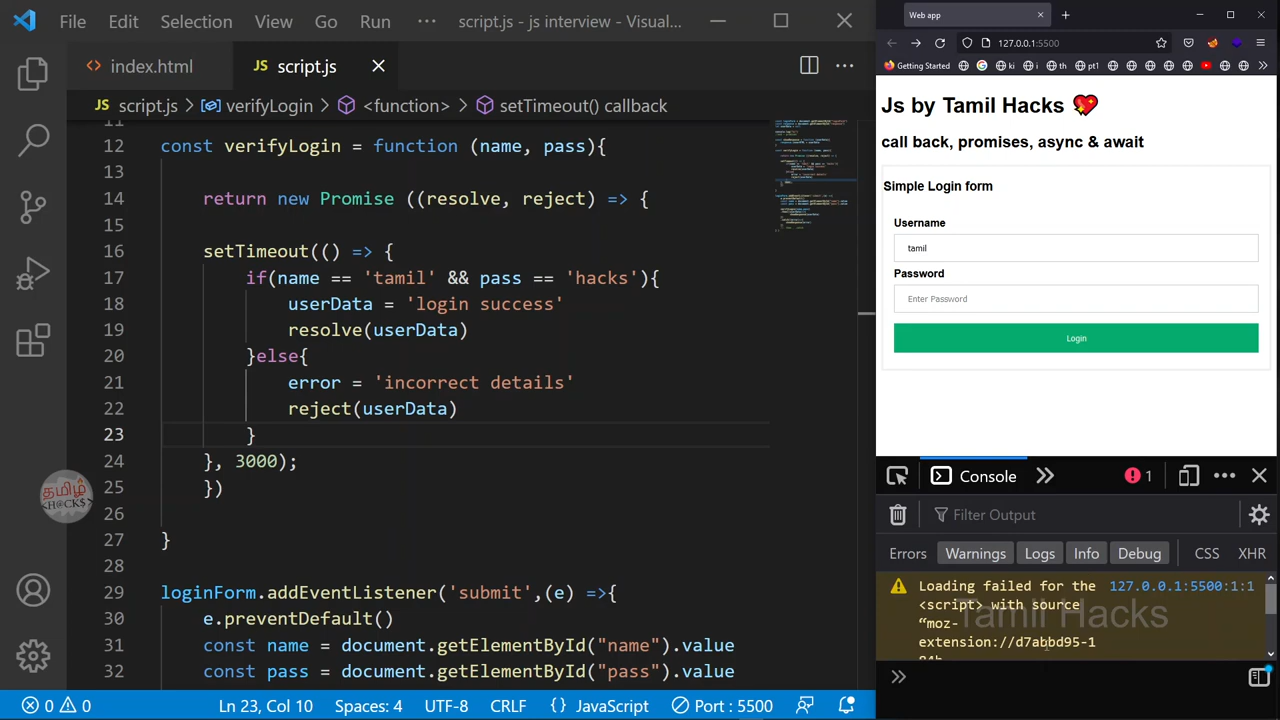 File Edit Selection View Go Run ··· script.js - js interview - Visual...
index.html
JS script.js
JS script.js > verifyLogin > <function> > setTimeout() callback
11
12 const verifyLogin = function (name, pass){
13
14 return new Promise ((resolve, reject) => {
15
16 setTimeout(() => {
17 if(name == 'tamil' && pass == 'hacks'){
18 userData = 'login success'
19 resolve(userData)
20 }else{
21 error = 'incorrect details'
22 reject(userData)
23 }
24 }, 3000);
25 })
26
27 }
28
29 loginForm.addEventListener('submit',(e) =>{
30 e.preventDefault()
31 const name = document.getElementById("name").value
32 const pass = document.getElementById("pass").value
தமிழ்
<H@CK$>
0 0 Ln 23, Col 10 Spaces: 4 UTF-8 CRLF {} JavaScript Port : 5500
Web app
127.0.0.1:5500
Getting Started ki i th pt1
Js by Tamil Hacks 💖
call back, promises, async & await
Simple Login form
Username
tamil
Password
Enter Password
Login
Console 1
Filter Output
Errors Warnings Logs Info Debug CSS XHR
Loading failed for the 127.0.0.1:5500:1:1
<script> with source
“moz-
extension://d7abbd95-1
Tamil Hacks